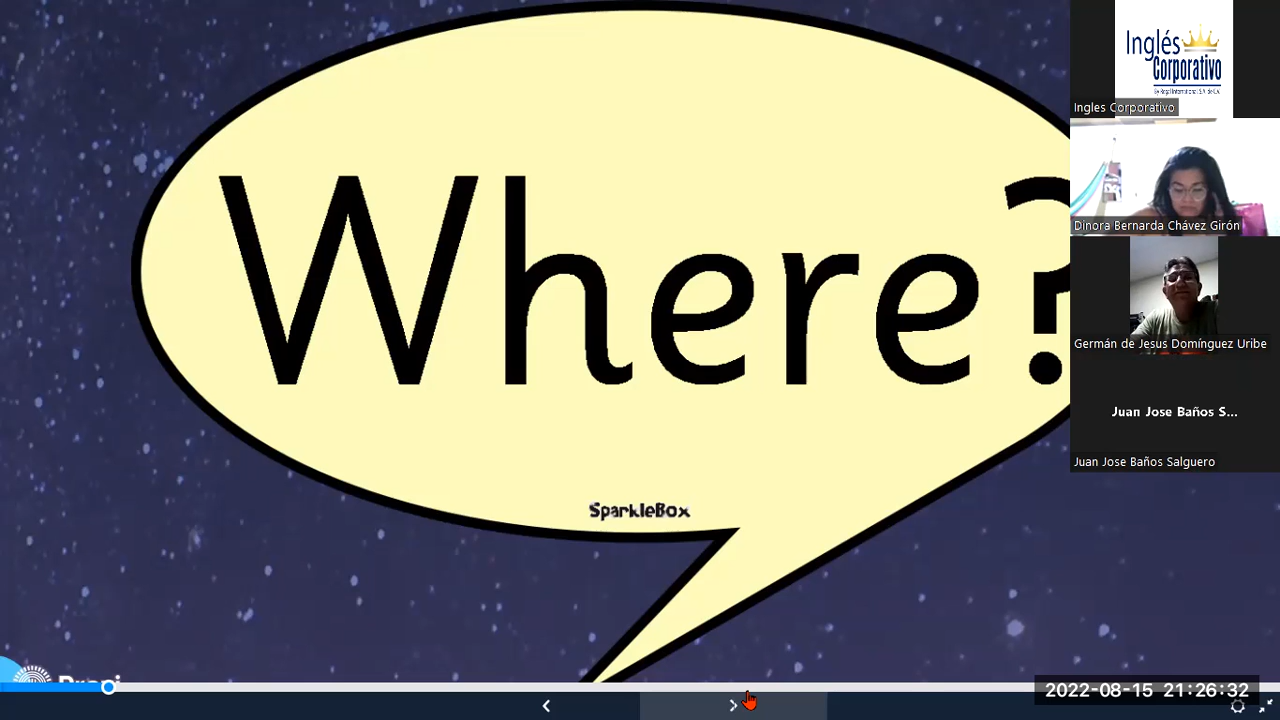 Where?
SparkleBox
Prezi
Inglés
Corporativo
Ingles Corporativo
Dinora Bernarda Chávez Girón
Germán de Jesus Domínguez Uribe
Juan Jose Baños S...
Juan Jose Baños Salguero
2022-08-15 21:26:32